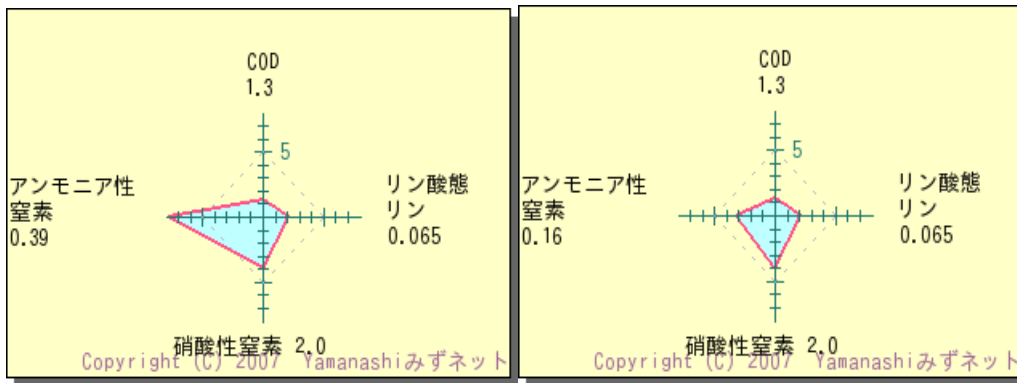 COD
1.3
5
アンモニア性
窒素
0.39
リン酸態
リン
0.065
硝酸性窒素 2.0
Copyright (C) 2007 Yamanashiみずネット
COD
1.3
5
アンモニア性
窒素
0.16
リン酸態
リン
0.065
硝酸性窒素 2.0
Copyright (C) 2007 Yamanashiみずネット